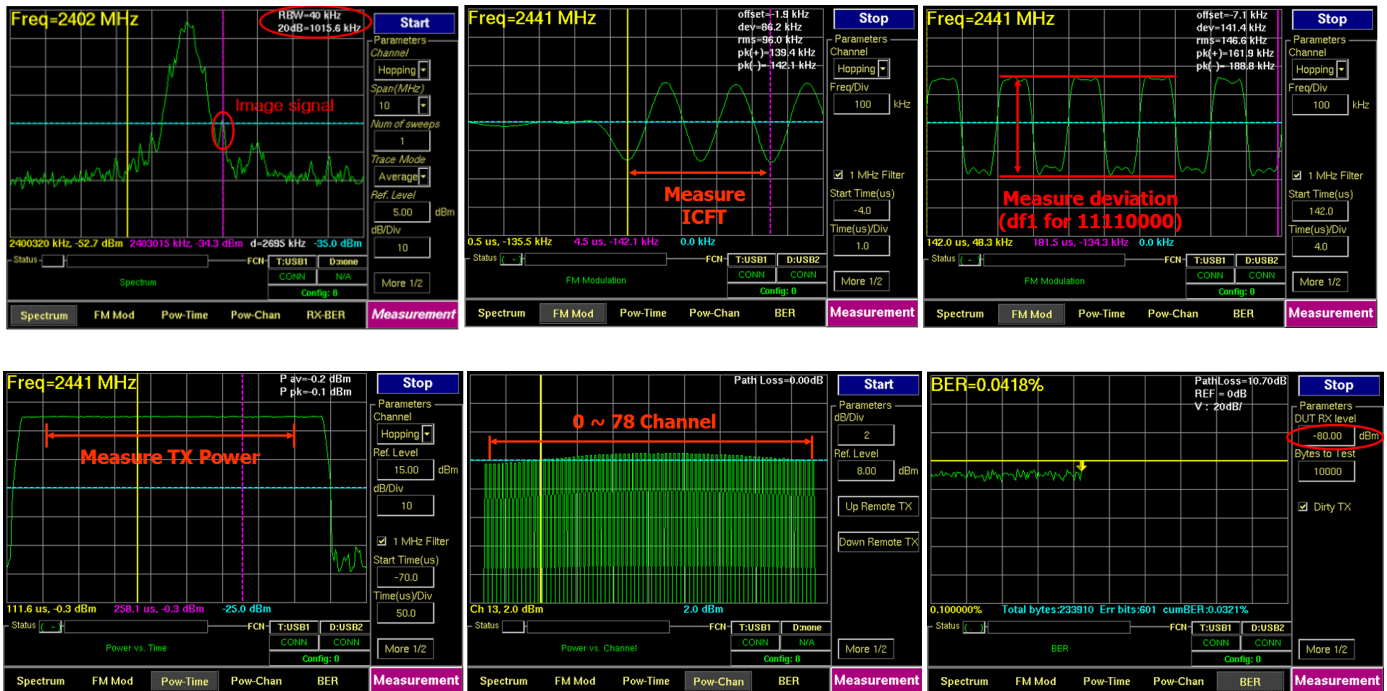 Freq=2402 MHz
RBW=40 kHz
20dB=1015.6 kHz
Image signal
2400320 kHz, -52.7 dBm 2403015 kHz, -34.3 dBm d=2695 kHz -35.0 dBm
Start
Parameters
Channel
Hopping
Span(MHz)
10
Num of sweeps
1
Trace Mode
Average
Ref. Level
5.00 dBm
dB/Div
10
More 1/2
Status FCN T:USB1 D:none
CONN N/A
Spectrum
Config: 8
Spectrum FM Mod Pow-Time Pow-Chan RX-BER Measurement
Freq=2441 MHz
offset=-1.9 kHz
dev=86.2 kHz
rms=96.0 kHz
pk(+)=139.4 kHz
pk(-)= 142.1 kHz
Measure
ICFT
0.5 us, -135.5 kHz 4.5 us, -142.1 kHz 0.0 kHz
Stop
Parameters
Channel
Hopping
Freq/Div
100 kHz
1 MHz Filter
Start Time(us)
-4.0
Time(us)/Div
1.0
More 1/2
Status ( - ) FCN T:USB1 D:USB2
CONN CONN
FM Modulation
Config: 0
Spectrum FM Mod Pow-Time Pow-Chan BER Measurement
Freq=2441 MHz
offset=-7.1 kHz
dev=141.4 kHz
rms=146.6 kHz
pk(+)=161.9 kHz
pk(-)= 188.8 kHz
Measure deviation
(df1 for 11110000)
142.0 us, 48.3 kHz 181.5 us, -134.3 kHz 0.0 kHz
Stop
Parameters
Channel
Hopping
Freq/Div
100 kHz
1 MHz Filter
Start Time(us)
142.0
Time(us)/Div
4.0
More 1/2
Status ( - ) FCN T:USB1 D:USB2
CONN CONN
FM Modulation
Config: 0
Spectrum FM Mod Pow-Time Pow-Chan BER Measurement
Freq=2441 MHz
P av=-0.2 dBm
P pk=-0.1 dBm
Measure TX Power
111.6 us, -0.3 dBm 258.1 us, -0.3 dBm -25.0 dBm
Stop
Parameters
Channel
Hopping
Ref. Level
15.00 dBm
dB/Div
10
1 MHz Filter
Start Time(us)
-70.0
Time(us)/Div
50.0
More 1/2
Status ( - ) FCN T:USB1 D:USB2
CONN CONN
Power vs. Time
Config: 0
Spectrum FM Mod Pow-Time Pow-Chan BER Measurement
Path Loss=0.00dB
0 ~ 78 Channel
Ch 13, 2.0 dBm 2.0 dBm
Start
Parameters
dB/Div
2
Ref. Level
8.00 dBm
Up Remote TX
Down Remote TX
More 1/2
Status FCN T:USB1 D:none
CONN N/A
Power vs. Channel
Config: 8
Spectrum FM Mod Pow-Time Pow-Chan BER Measurement
BER=0.0418%
PathLoss=10.70dB
REF = 0dB
V : 20dB/
0.100000% Total bytes:233910 Err bits:601 cumBER:0.0321%
Stop
Parameters
DUT RX level
-80.00 dBm
Bytes to Test
10000
Dirty TX
More 1/2
Status ( ) FCN T:USB1 D:USB2
CONN CONN
BER
Config: 0
Spectrum FM Mod Pow-Time Pow-Chan BER Measurement